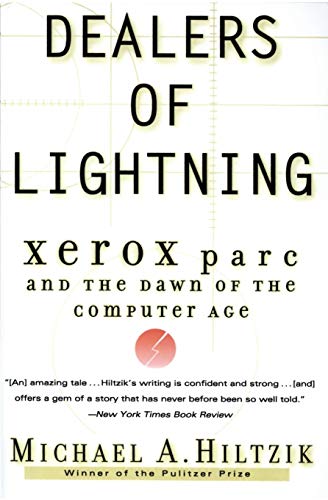 DEALERS
OF
LIGHTNING
xerox parc
AND THE DAWN OF THE
COMPUTER AGE
"[An] amazing tale . . . Hiltzik's writing is confident and strong . . . [and]
offers a gem of a story that has never before been so well told."
—New York Times Book Review
MICHAEL A. HILTZIK
Winner of the Pulitzer Prize